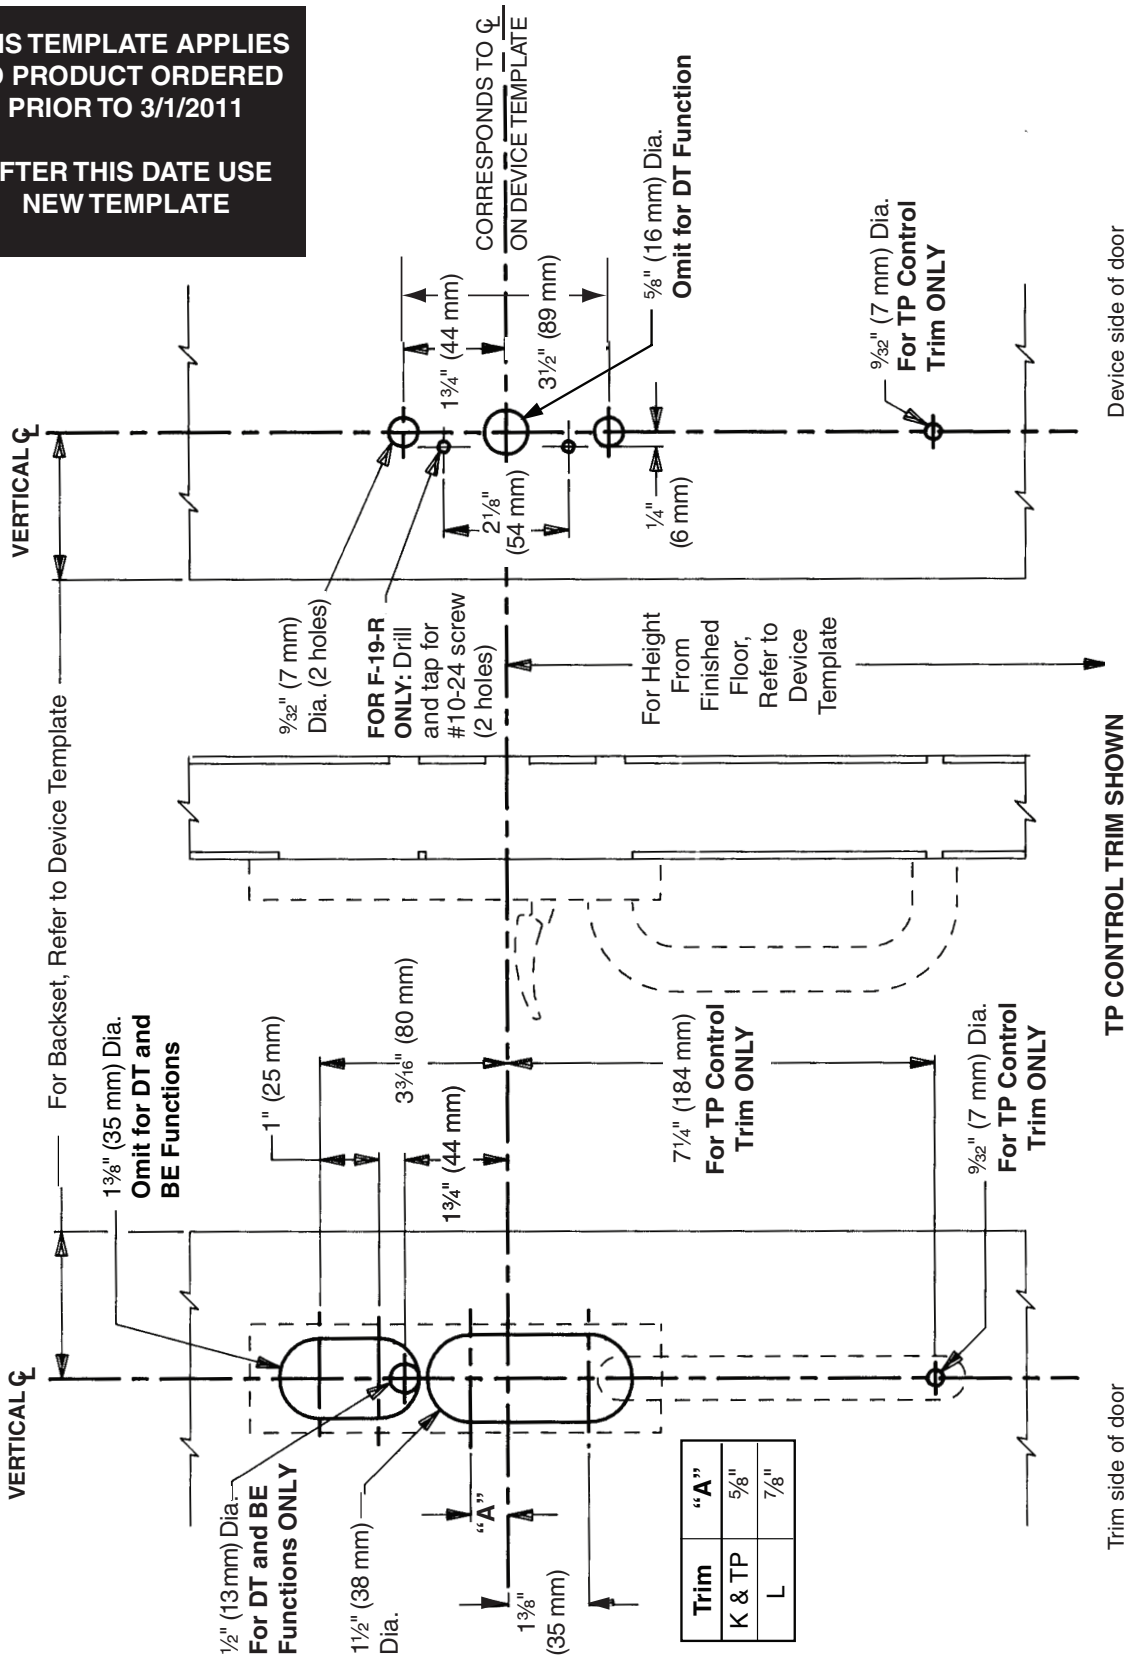 IS TEMPLATE APPLIES
PRODUCT ORDERED
PRIOR TO 3/1/2011
FTER THIS DATE USE
NEW TEMPLATE
CORRESPONDS TO ℄
ON DEVICE TEMPLATE
VERTICAL ℄
1¾" (44 mm)
3½" (89 mm)
⅝" (16 mm) Dia.
Omit for DT Function
9⁄32" (7 mm) Dia.
For TP Control
Trim ONLY
Device side of door
2⅛"
(54 mm)
¼"
(6 mm)
9⁄32" (7 mm)
Dia. (2 holes)
FOR F-19-R
ONLY: Drill
and tap for
#10-24 screw
(2 holes)
For Height
From
Finished
Floor,
Refer to
Device
Template
For Backset, Refer to Device Template
TP CONTROL TRIM SHOWN
1⅜" (35 mm) Dia.
Omit for DT and
BE Functions
1" (25 mm)
33⁄16" (80 mm)
1¾" (44 mm)
7¼" (184 mm)
For TP Control
Trim ONLY
9⁄32" (7 mm) Dia.
For TP Control
Trim ONLY
VERTICAL ℄
½" (13mm) Dia.
For DT and BE
Functions ONLY
1½" (38 mm)
Dia.
"A"
1⅜"
(35 mm)
Trim "A"
K & TP ⅝"
L ⅞"
Trim side of door